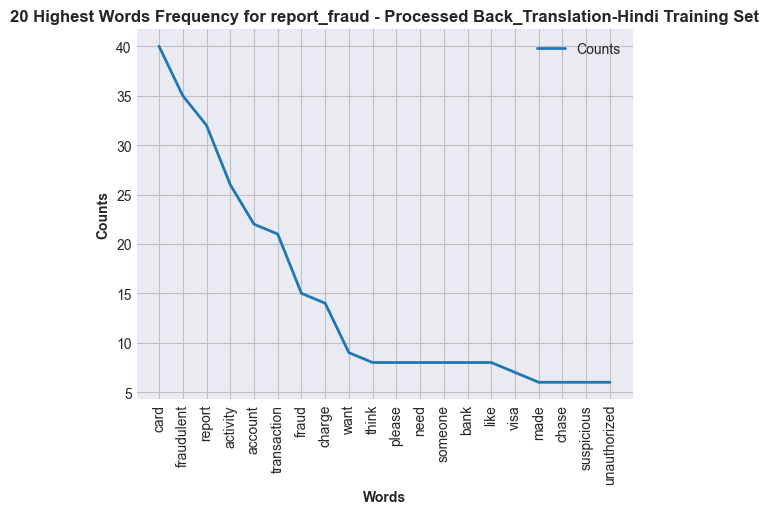 20 Highest Words Frequency for report_fraud - Processed Back_Translation-Hindi Training Set
Counts
40
35
30
25
20
15
10
5
Counts
card
fraudulent
report
activity
account
transaction
fraud
charge
want
think
please
need
someone
bank
like
visa
made
chase
suspicious
unauthorized
Words